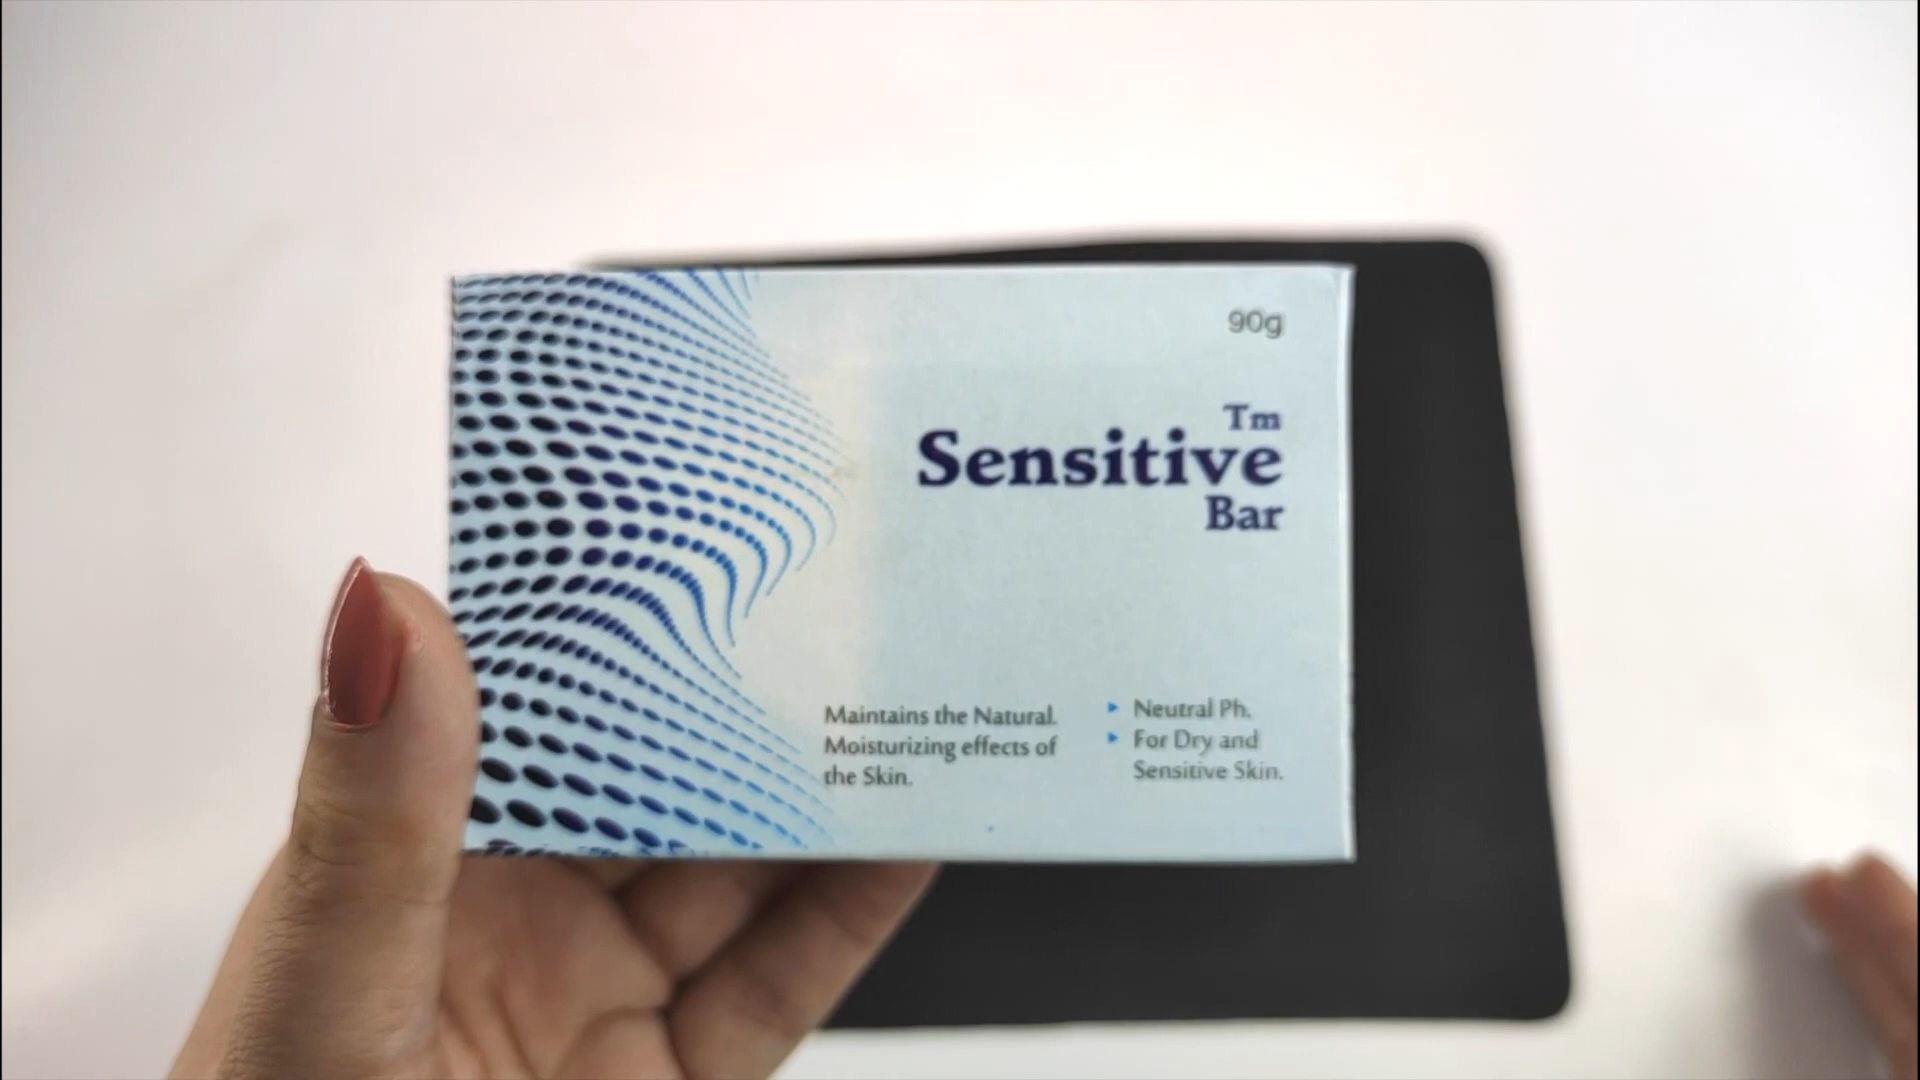 90g
Tm
Sensitive
Bar
Maintains the Natural.
Moisturizing effects of
the Skin.
Neutral Ph.
For Dry and
Sensitive Skin.